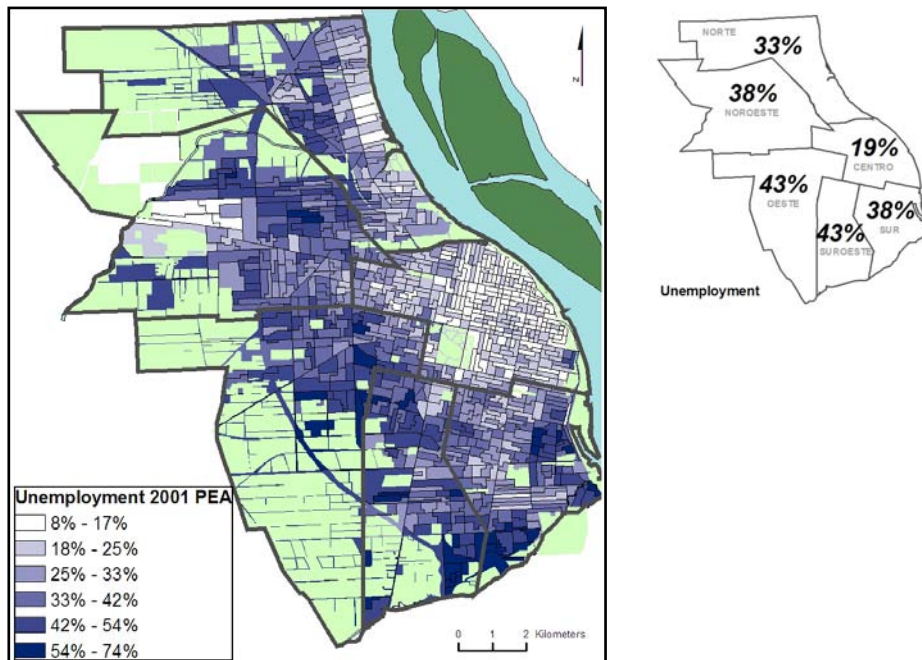 N
Unemployment 2001 PEA
8% - 17%
18% - 25%
25% - 33%
33% - 42%
42% - 54%
54% - 74%
0 1 2 Kilometers
NORTE
33%
38%
NOROESTE
19%
CENTRO
43%
OESTE
38%
SUR
43%
SUROESTE
Unemployment